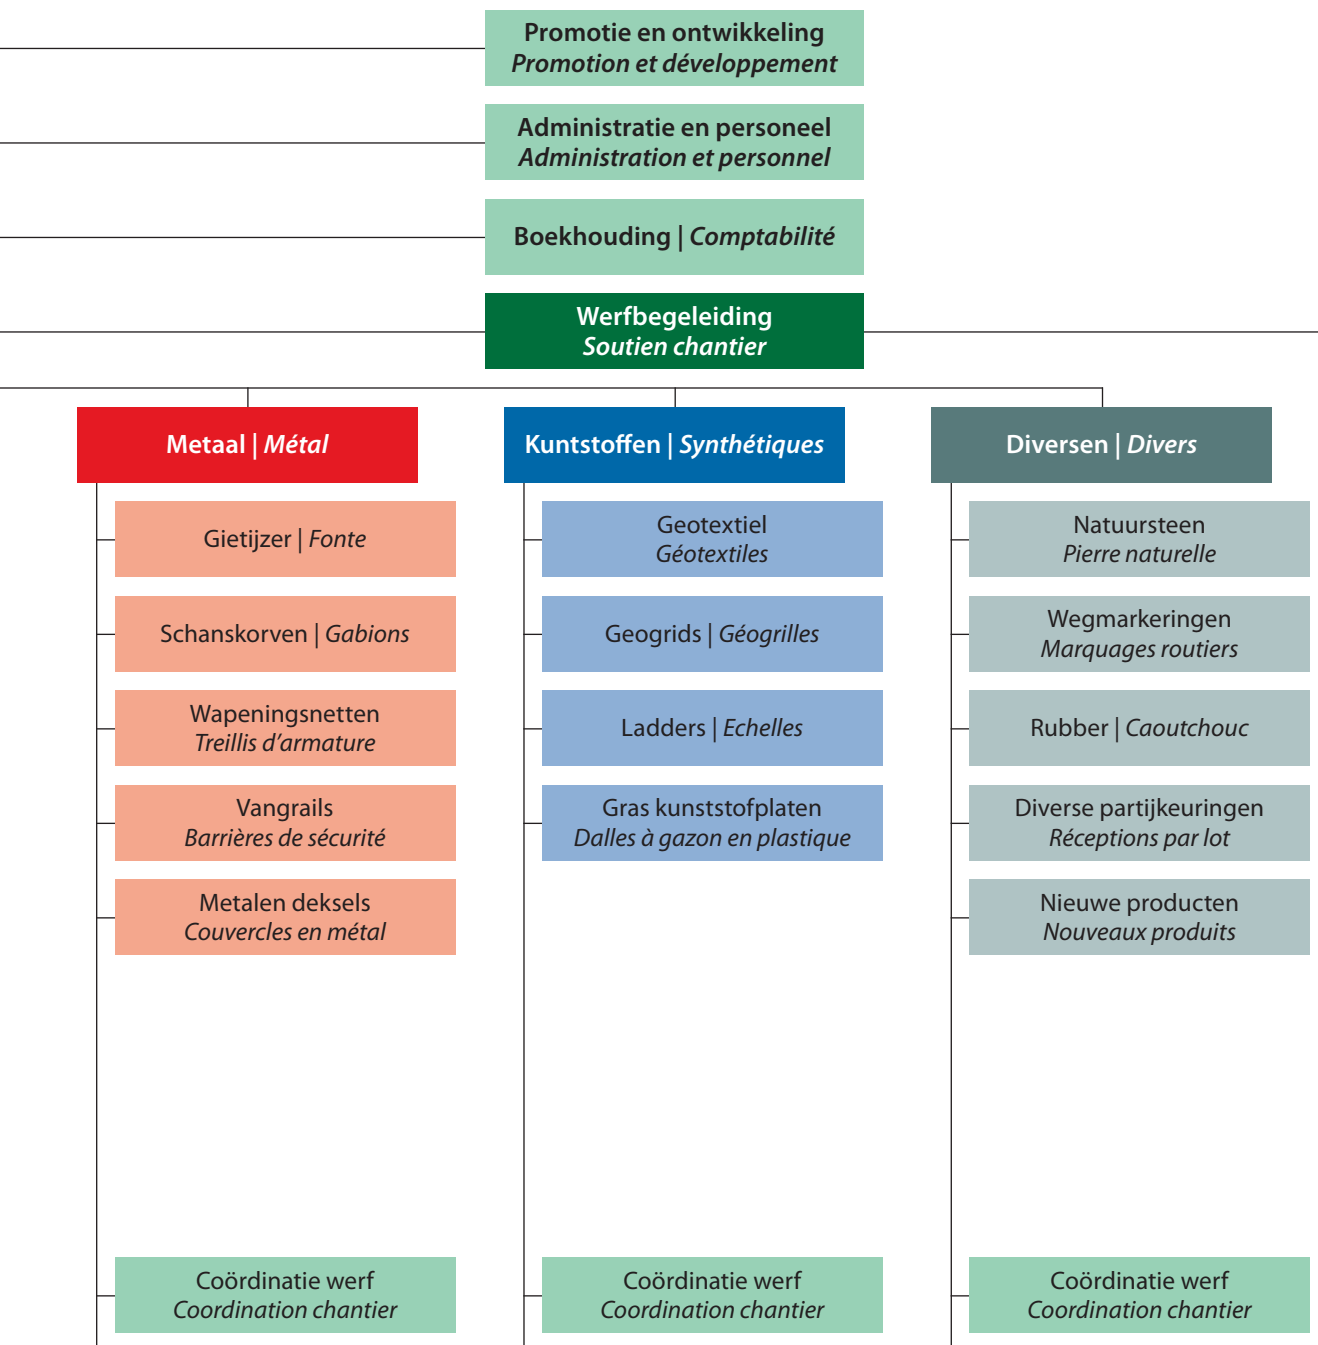 Promotie en ontwikkeling
Promotion et développement
Administratie en personeel
Administration et personnel
Boekhouding | Comptabilité
Werfbegeleiding
Soutien chantier
Metaal | Métal
Gietijzer | Fonte
Schanskorven | Gabions
Wapeningsnetten
Treillis d’armature
Vangrails
Barrières de sécurité
Metalen deksels
Couvercles en métal
Coördinatie werf
Coordination chantier
Kuntstoffen | Synthétiques
Geotextiel
Géotextiles
Geogrids | Géogrilles
Ladders | Echelles
Gras kunststofplaten
Dalles à gazon en plastique
Coördinatie werf
Coordination chantier
Diversen | Divers
Natuursteen
Pierre naturelle
Wegmarkeringen
Marquages routiers
Rubber | Caoutchouc
Diverse partijkeuringen
Réceptions par lot
Nieuwe producten
Nouveaux produits
Coördinatie werf
Coordination chantier